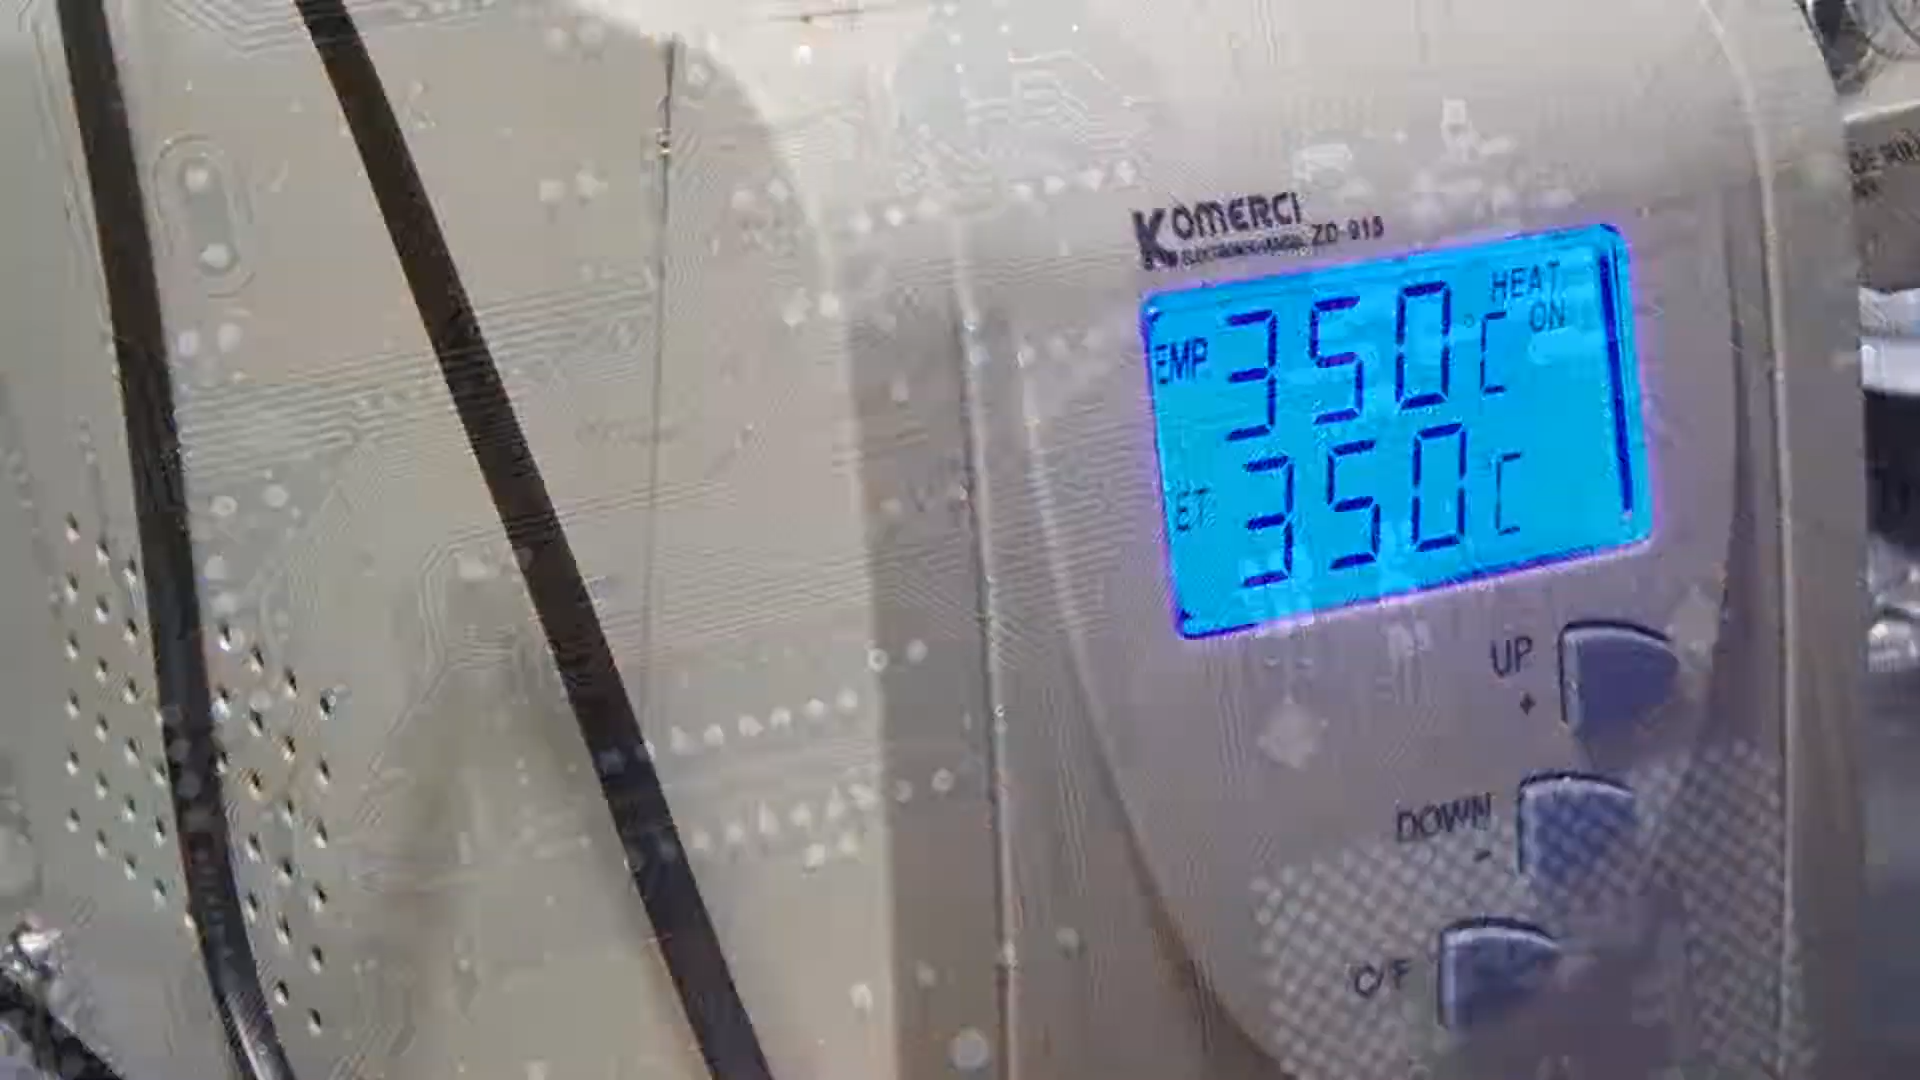 KOMERCI
ZD-915
EMP 350°C HEAT ON
ET 350 C
UP
+
DOWN
-
C/F